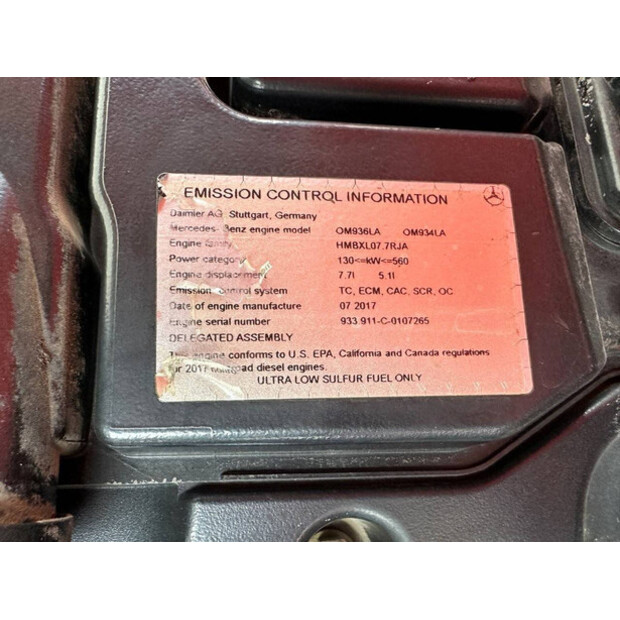 EMISSION CONTROL INFORMATION
Daimler AG Stuttgart, Germany
Mercedes-Benz engine model OM936LA OM934LA
Engine family HMBXL07.7RJA
Power category 130<=kW<=560
Engine displacement 7.7l 5.1l
Emission control system TC, ECM, CAC, SCR, OC
Date of engine manufacture 07.2017
Engine serial number 933.911-C-0107265
DELEGATED ASSEMBLY
This engine conforms to U.S. EPA, California and Canada regulations
for 2017 diesel engines.
ULTRA LOW SULFUR FUEL ONLY